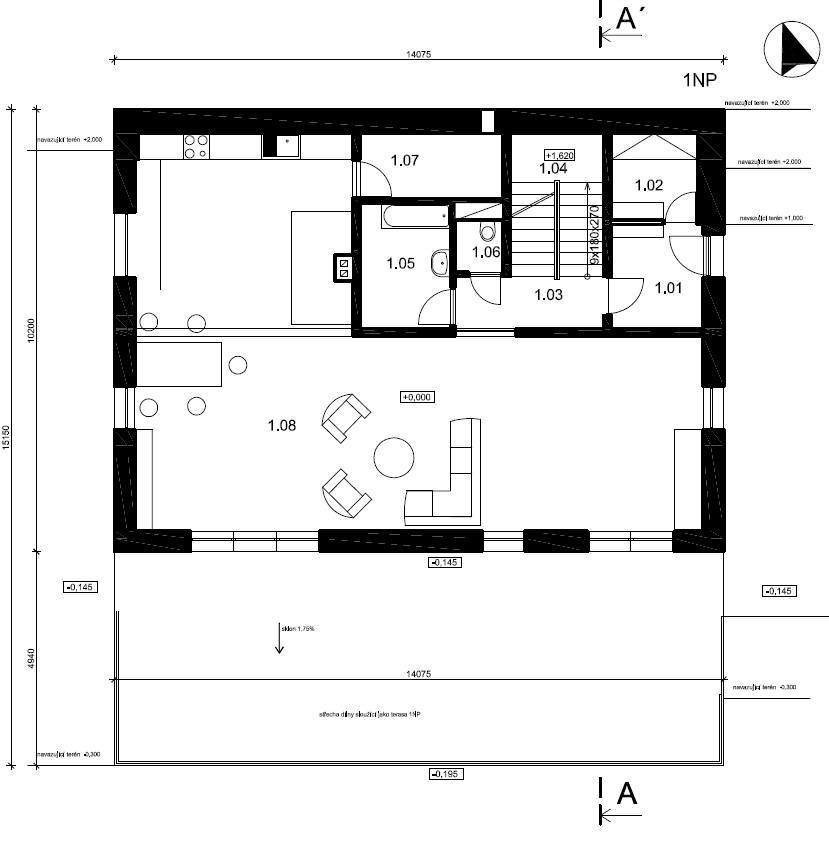 A´
14075
1NP
navazující terén +2,000
navazující terén +2,000
1.07
+1,620
1.04
navazující terén +2,000
1.02
navazující terén +1,000
9x180x270
1.05
1.06
1.03
1.01
10200
15150
+0,000
1.08
-0,145
-0,145
-0,145
sklon 1,75%
4940
14075
navazující terén -0,300
střecha dílny sloužící jako terasa 1NP
navazující terén -0,300
-0,195
A